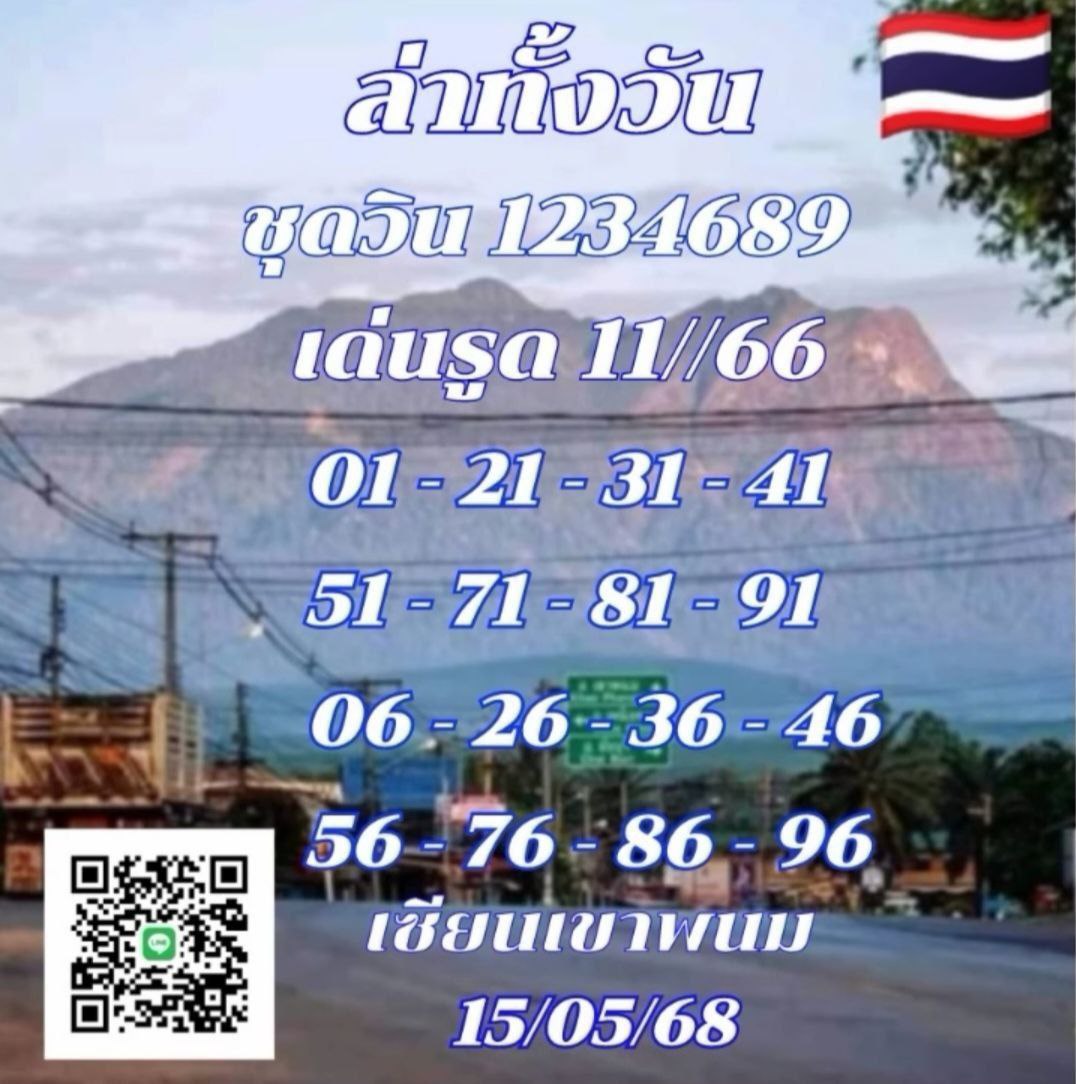 ล่าทั้งวัน
ชุดวิน 1234689
เด่นรูด 11//66
01 - 21 - 31 - 41
51 - 71 - 81 - 91
06 - 26 - 36 - 46
56 - 76 - 86 - 96
เซียนเขาพนม
15/05/68
LINE